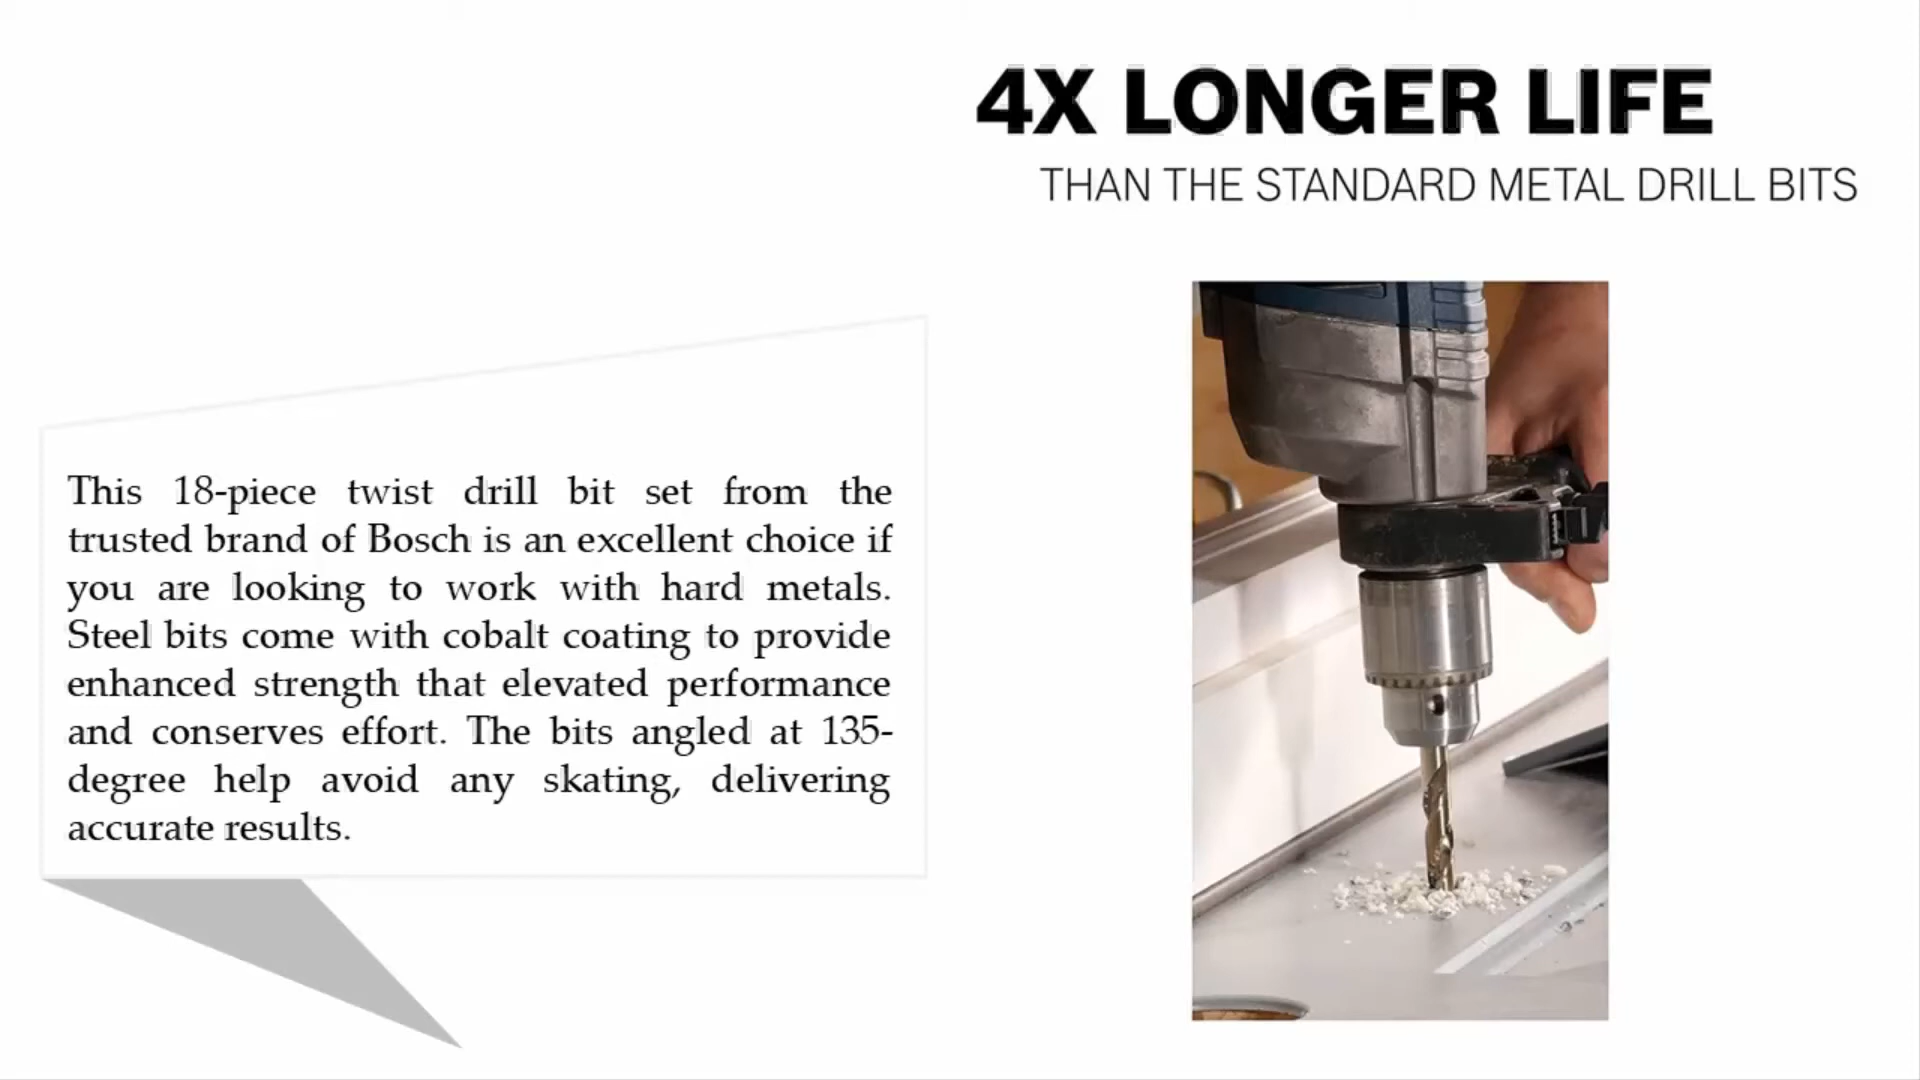 4X LONGER LIFE
THAN THE STANDARD METAL DRILL BITS
This 18-piece twist drill bit set from the
trusted brand of Bosch is an excellent choice if
you are looking to work with hard metals.
Steel bits come with cobalt coating to provide
enhanced strength that elevated performance
and conserves effort. The bits angled at 135-
degree help avoid any skating, delivering
accurate results.